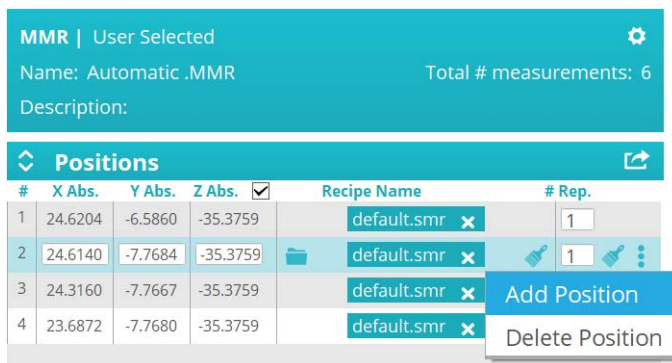 MMR | User Selected
Name: Automatic .MMR Total # measurements: 6
Description:
Positions
# X Abs. Y Abs. Z Abs. Recipe Name # Rep.
1 24.6204 -6.5860 -35.3759 default.smr 1
2 24.6140 -7.7684 -35.3759 default.smr 1
3 24.3160 -7.7667 -35.3759 default.smr Add Position
4 23.6872 -7.7680 -35.3759 default.smr Delete Position